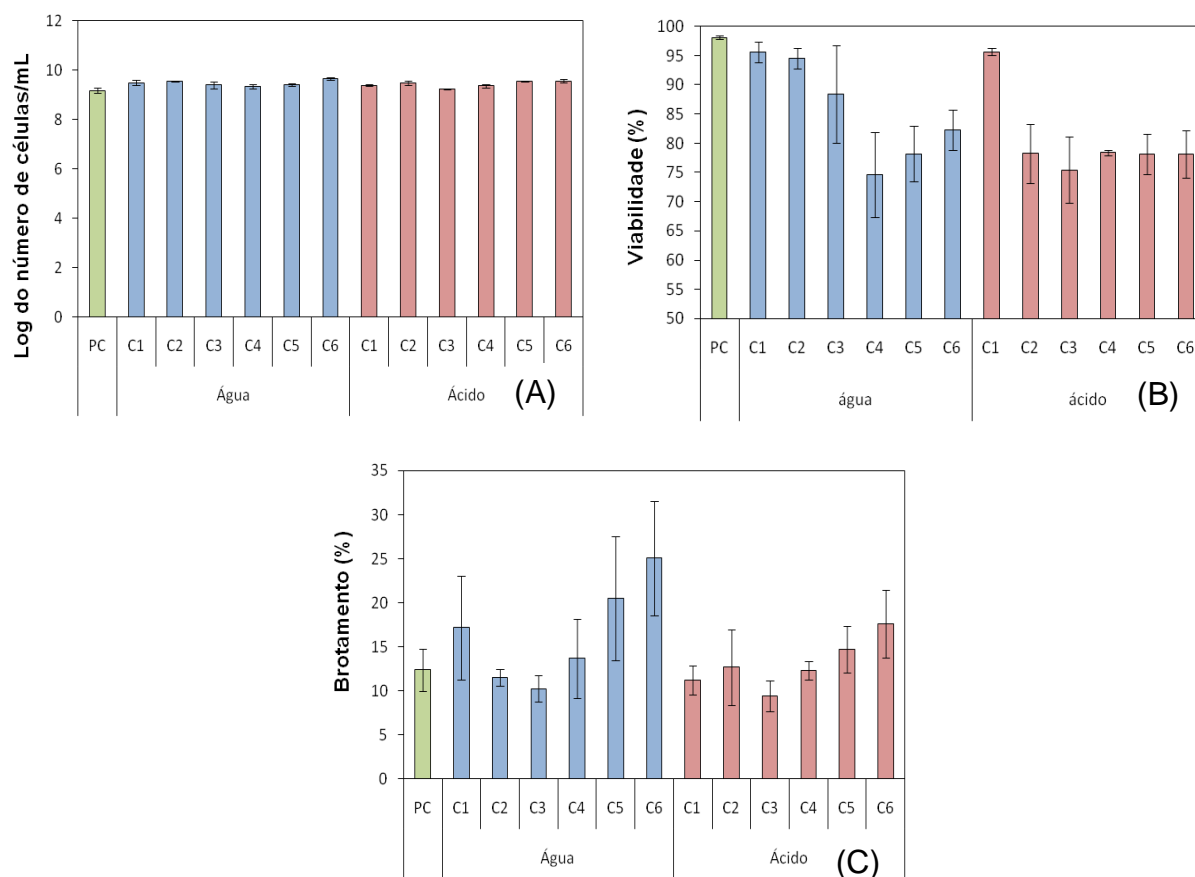 Log do número de células/mL
12
10
8
6
4
2
0
PC C1 C2 C3 C4 C5 C6 C1 C2 C3 C4 C5 C6
Água Ácido (A)
Viabilidade (%)
100
95
90
85
80
75
70
65
60
55
50
PC C1 C2 C3 C4 C5 C6 C1 C2 C3 C4 C5 C6
água ácido (B)
Brotamento (%)
35
30
25
20
15
10
5
0
PC C1 C2 C3 C4 C5 C6 C1 C2 C3 C4 C5 C6
Água Ácido (C)